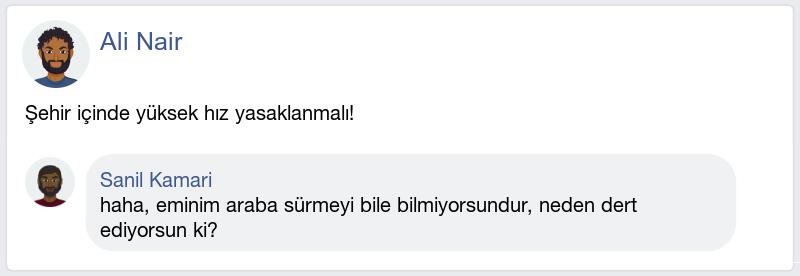 Ali Nair
Şehir içinde yüksek hız yasaklanmalı!
Sanil Kamari
haha, eminim araba sürmeyi bile bilmiyorsundur, neden dert
ediyorsun ki?